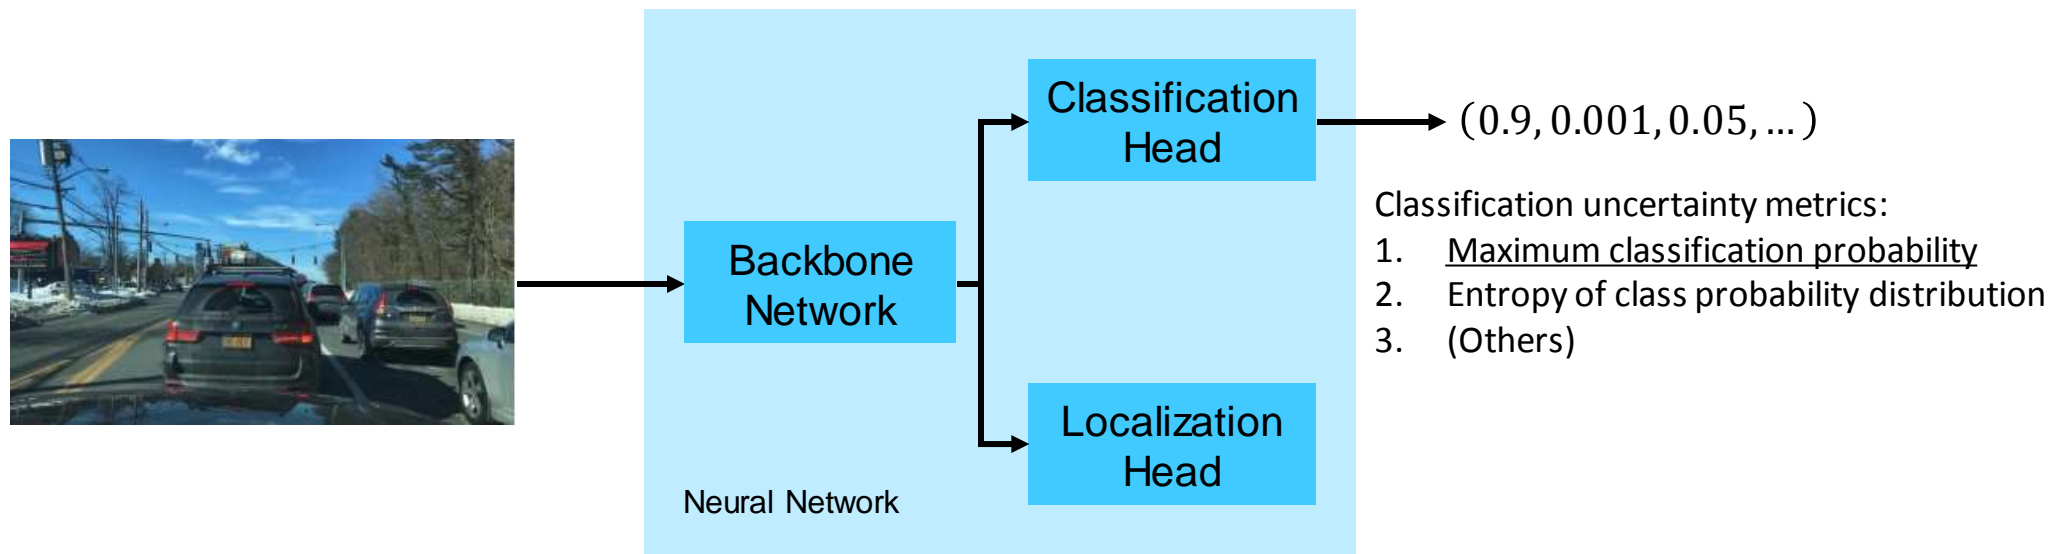 Classification
Head
(0.9, 0.001, 0.05, … )
Classification uncertainty metrics:
1. Maximum classification probability
2. Entropy of class probability distribution
3. (Others)
Backbone
Network
Localization
Head
Neural Network